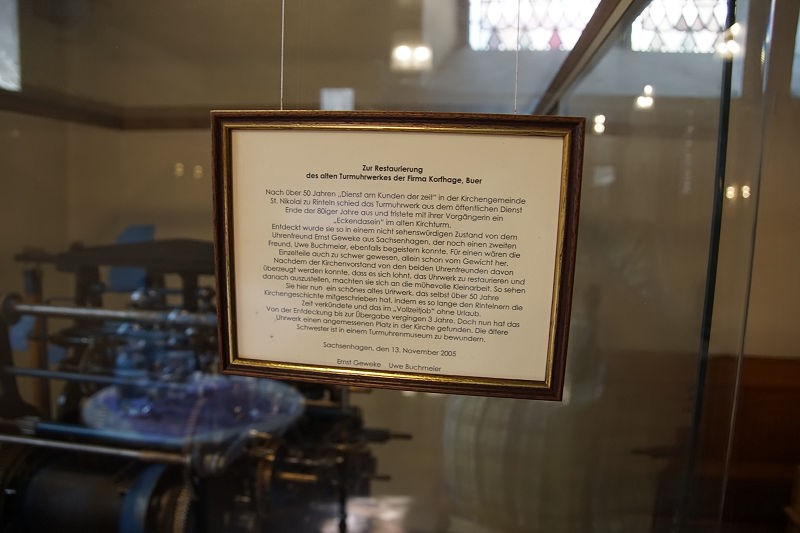 Zur Restaurierung
des alten Turmuhrwerkes der Firma Korfhage, Buer
Nach über 50 Jahren „Dienst am Kunden der zeit" in der Kirchengemeinde
St. Nikolai zu Rinteln schied das Turmuhrwerk aus dem öffentlichen Dienst
Ende der 80iger Jahre aus und fristete mit ihrer Vorgängerin ein
„Eckendasein" im alten Kirchturm.
Entdeckt wurde sie so in einem nicht sehenswürdigen Zustand von dem
Uhrenfreund Ernst Geweke aus Sachsenhagen, der noch einen zweiten
Freund, Uwe Buchmeier, ebenfalls begeistern konnte. Für einen wären die
Einzelteile auch zu schwer gewesen, allein schon vom Gewicht her.
Nachdem der Kirchenvorstand von den beiden Uhrenfreunden davon
überzeugt werden konnte, dass es sich lohnt, das Uhrwerk zu restaurieren und
danach auszustellen, machten sie sich an die mühevolle Kleinarbeit. So sehen
Sie hier nun ein schönes altes Uhrwerk, das selbst über 50 Jahre
Kirchengeschichte mitgeschrieben hat, indem es so lange den Rintelnern die
Zeit verkündete und das im „Vollzeitjob" ohne Urlaub.
Von der Entdeckung bis zur Übergabe vergingen 3 Jahre. Doch nun hat das
Uhrwerk einen angemessenen Platz in der Kirche gefunden. Die ältere
Schwester ist in einem Turmuhrenmuseum zu bewundern.
Sachsenhagen, den 13. November 2005
Ernst Geweke Uwe Buchmeier